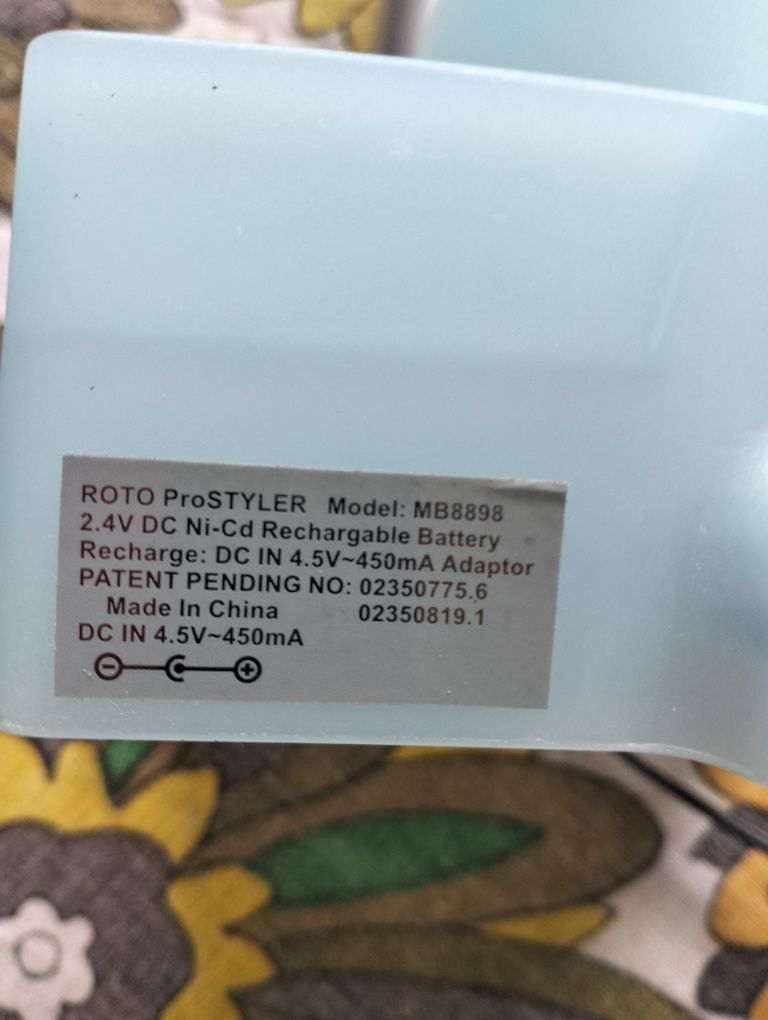 ROTO ProSTYLER Model: MB8898
2.4V DC Ni-Cd Rechargable Battery
Recharge: DC IN 4.5V~450mA Adaptor
PATENT PENDING NO: 02350775.6
Made In China 02350819.1
DC IN 4.5V~450mA